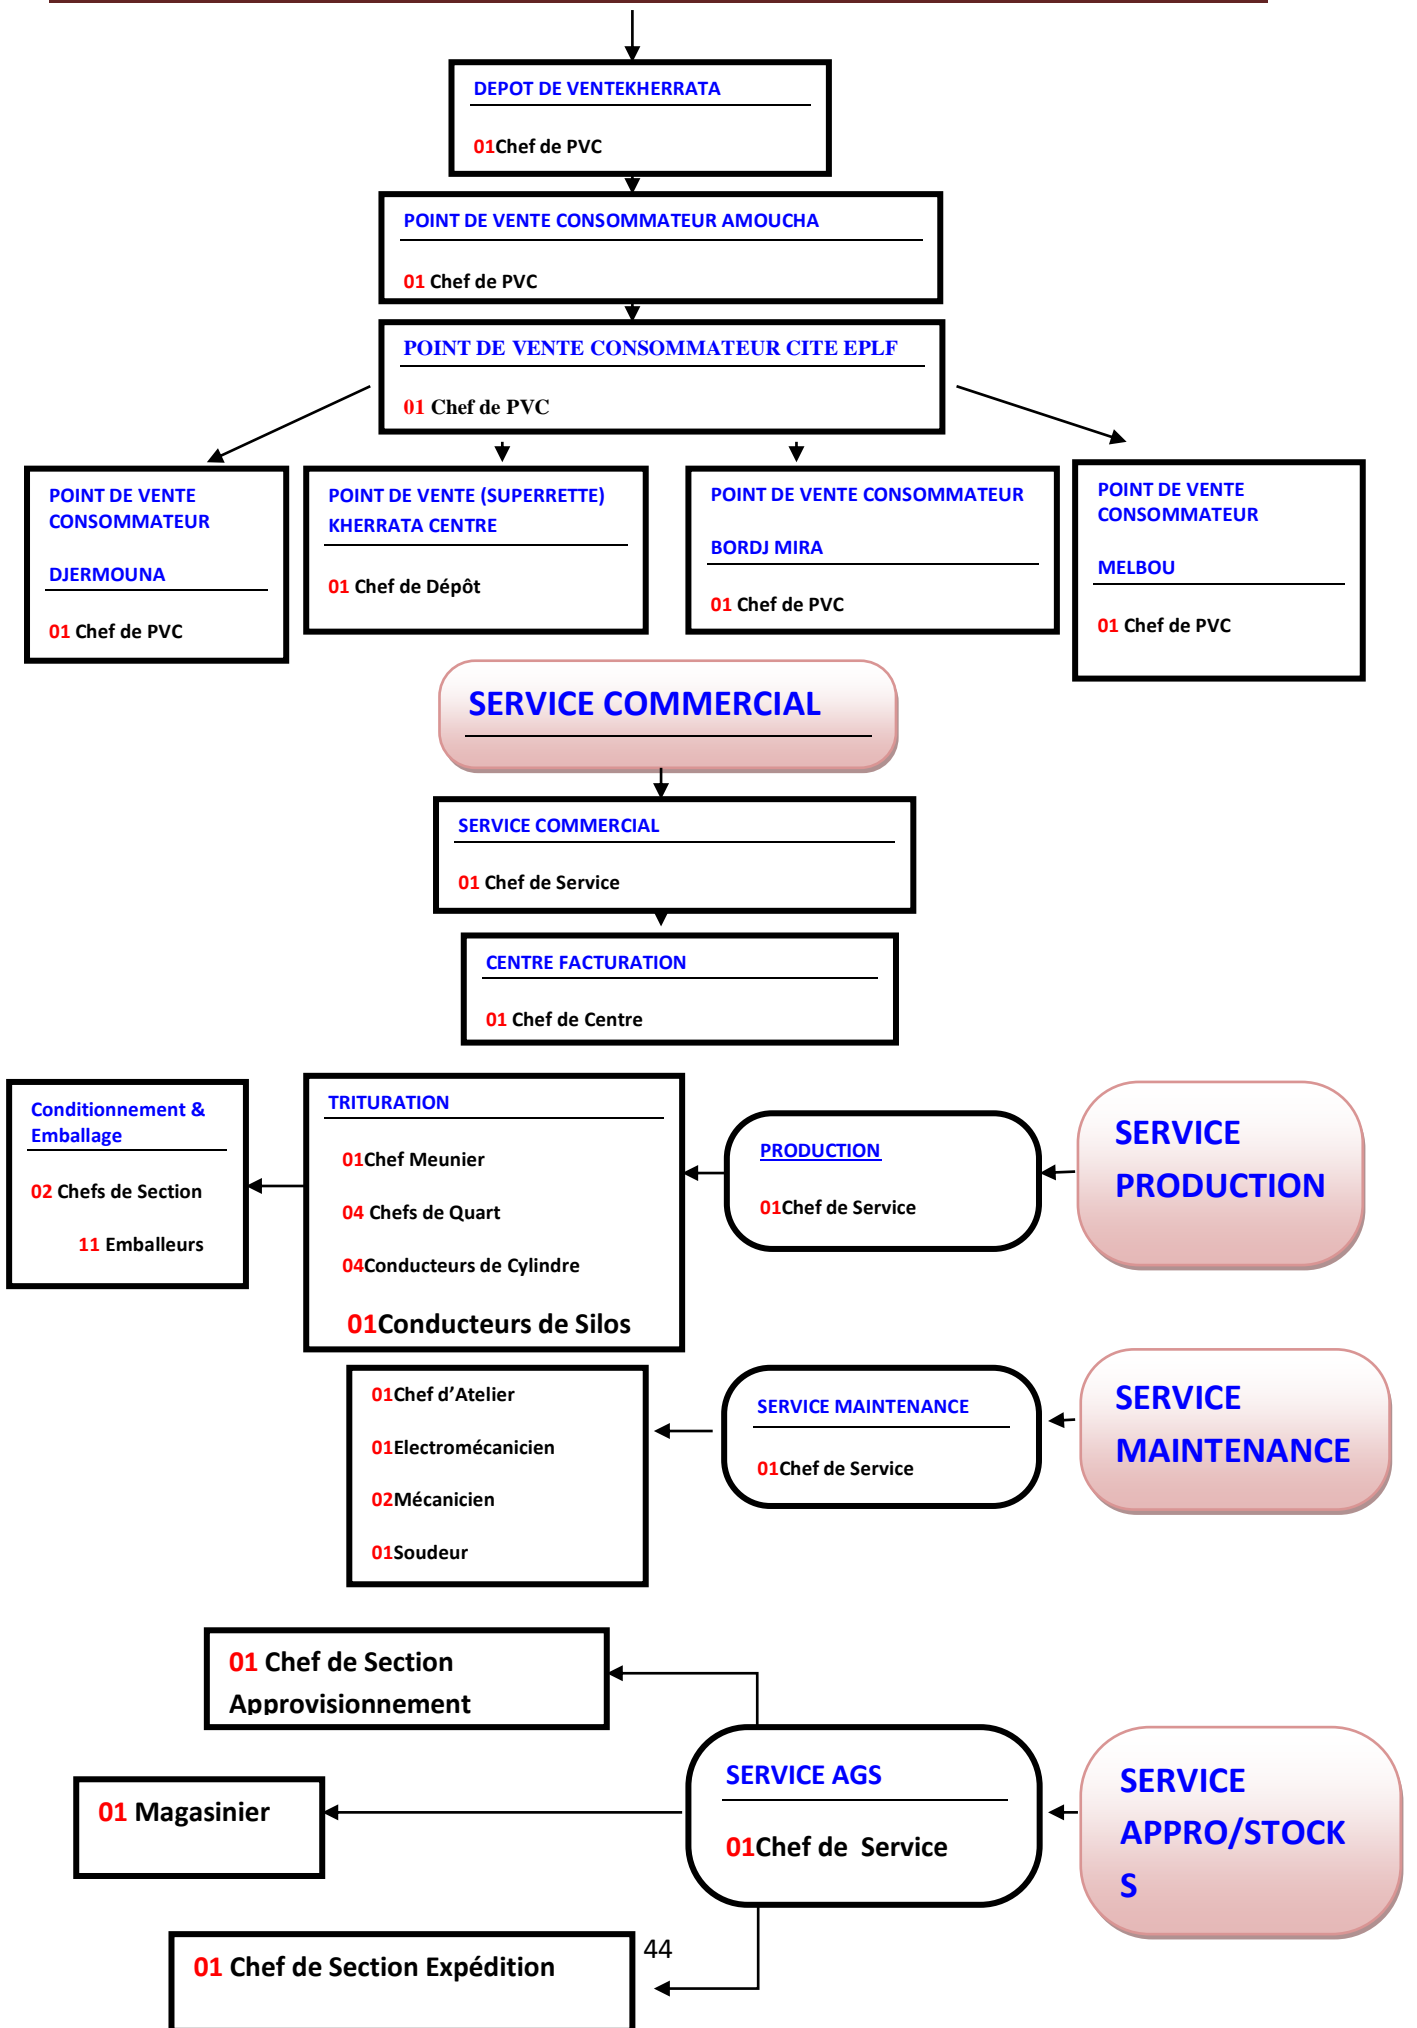 DEPOT DE VENTEKHERRATA
01Chef de PVC
POINT DE VENTE CONSOMMATEUR AMOUCHA
01 Chef de PVC
POINT DE VENTE CONSOMMATEUR CITE EPLF
01 Chef de PVC
POINT DE VENTE
CONSOMMATEUR
DJERMOUNA
01 Chef de PVC
POINT DE VENTE (SUPERRETTE)
KHERRATA CENTRE
01 Chef de Dépôt
POINT DE VENTE CONSOMMATEUR
BORDJ MIRA
01 Chef de PVC
POINT DE VENTE
CONSOMMATEUR
MELBOU
01 Chef de PVC
SERVICE COMMERCIAL
SERVICE COMMERCIAL
01 Chef de Service
CENTRE FACTURATION
01 Chef de Centre
Conditionnement &
Emballage
02 Chefs de Section
11 Emballeurs
TRITURATION
01Chef Meunier
04 Chefs de Quart
04Conducteurs de Cylindre
01Conducteurs de Silos
PRODUCTION
01Chef de Service
SERVICE
PRODUCTION
01Chef d’Atelier
01Electromécanicien
02Mécanicien
01Soudeur
SERVICE MAINTENANCE
01Chef de Service
SERVICE
MAINTENANCE
01 Chef de Section
Approvisionnement
01 Magasinier
SERVICE AGS
01Chef de  Service
SERVICE
APPRO/STOCK
S
01 Chef de Section Expédition
44